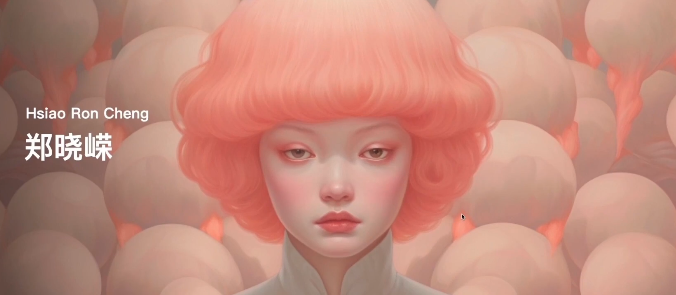 Hsiao Ron Cheng
郑晓嵘